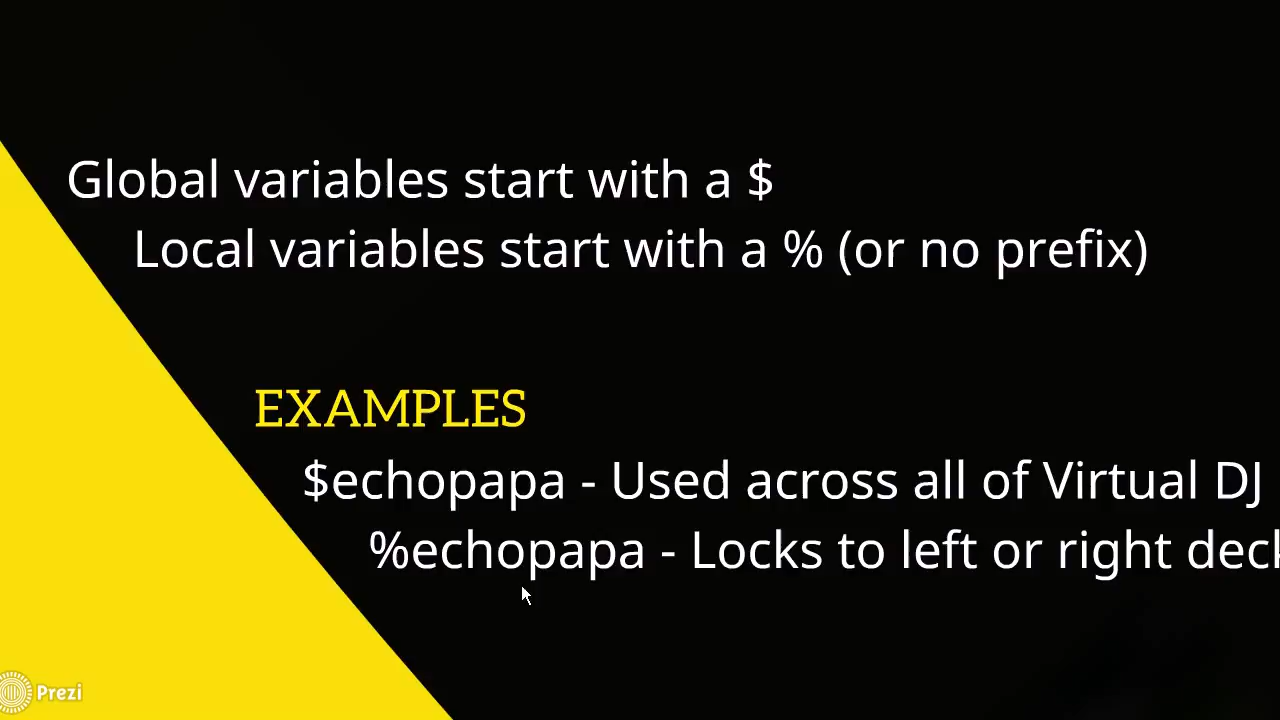 Global variables start with a $
Local variables start with a % (or no prefix)
EXAMPLES
$echopapa - Used across all of Virtual DJ
%echopapa - Locks to left or right
Prezi